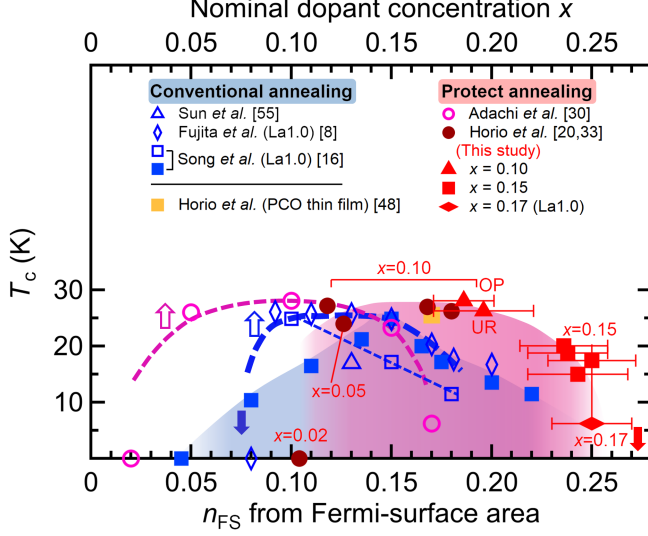 Nominal dopant concentration x
0 0.05 0.10 0.15 0.20 0.25
Conventional annealing
Sun et al. [55]
Fujita et al. (La1.0) [8]
Song et al. (La1.0) [16]
Horio et al. (PCO thin film) [48]
Protect annealing
Adachi et al. [30]
Horio et al. [20,33]
(This study)
x = 0.10
x = 0.15
x = 0.17 (La1.0)
Tc (K)
30
20
10
0
x=0.10
IOP
UR
x=0.15
x=0.05
x=0.02
x=0.17
0 0.05 0.10 0.15 0.20 0.25
nFS from Fermi-surface area